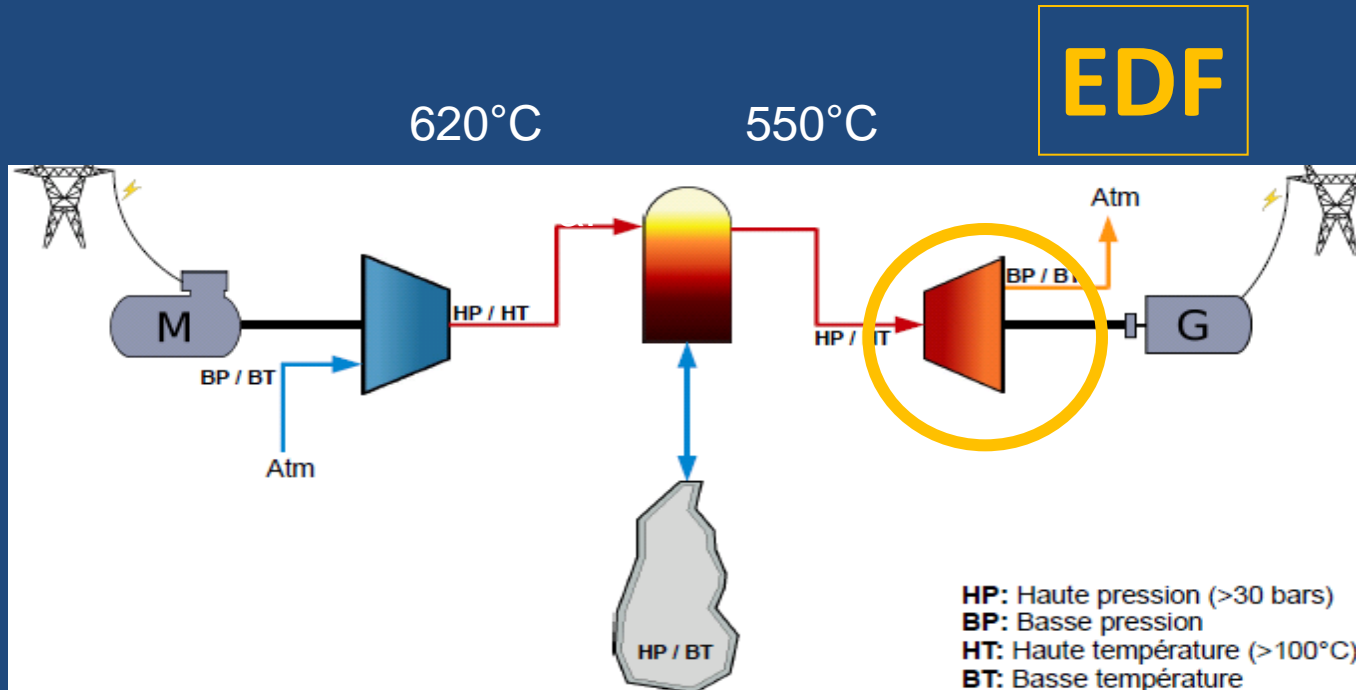 EDF
620°C
550°C
Atm
BP / BT
HP / HT
M
G
HP / HT
BP / BT
Atm
HP / BT
HP: Haute pression (>30 bars)
BP: Basse pression
HT: Haute température (>100°C)
BT: Basse température